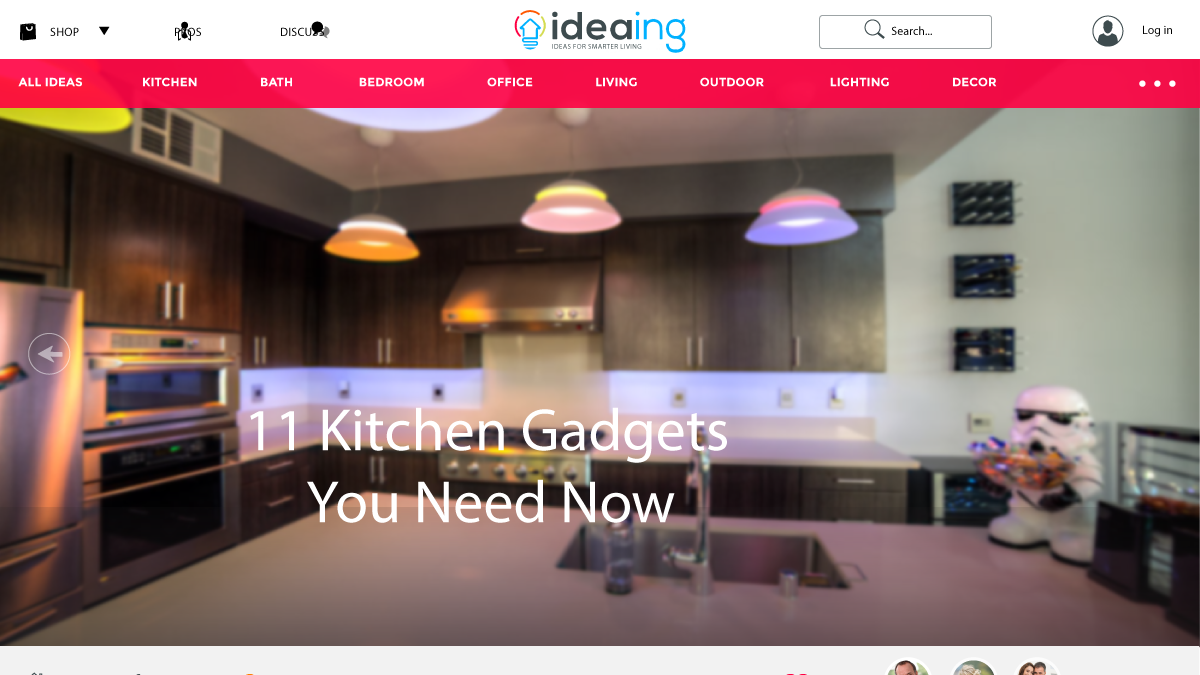 SHOP
PROS
DISCUSS
ideaing
IDEAS FOR SMARTER LIVING
Search...
Log in
ALL IDEAS
KITCHEN
BATH
BEDROOM
OFFICE
LIVING
OUTDOOR
LIGHTING
DECOR
11 Kitchen Gadgets
You Need Now